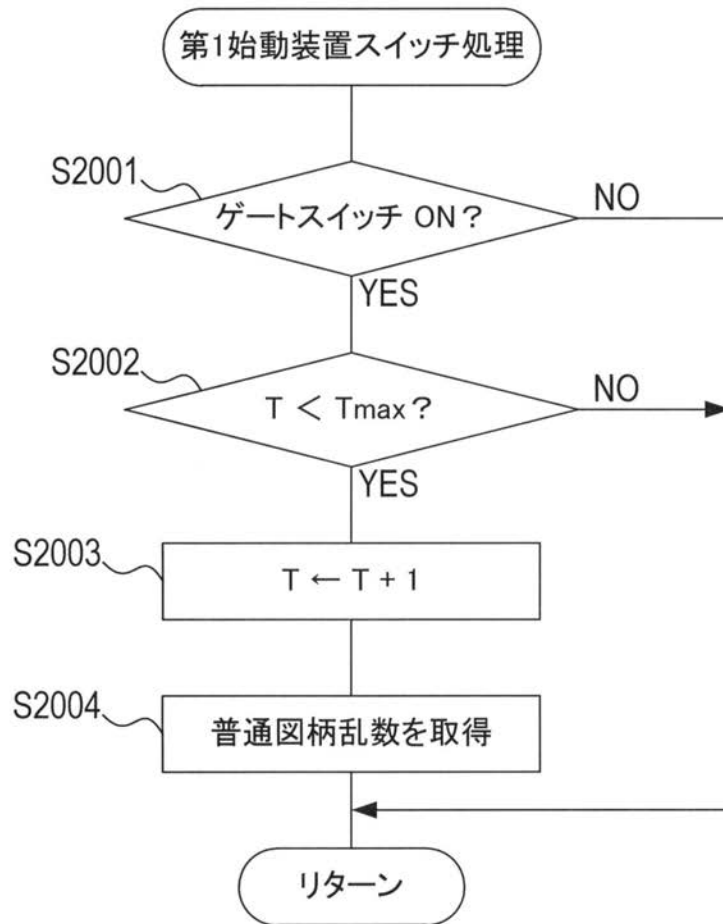 第1始動装置スイッチ処理
S2001
ゲートスイッチ ON？
NO
YES
S2002
T ＜ Tmax？
NO
YES
S2003
T ← T + 1
S2004
普通図柄乱数を取得
リターン